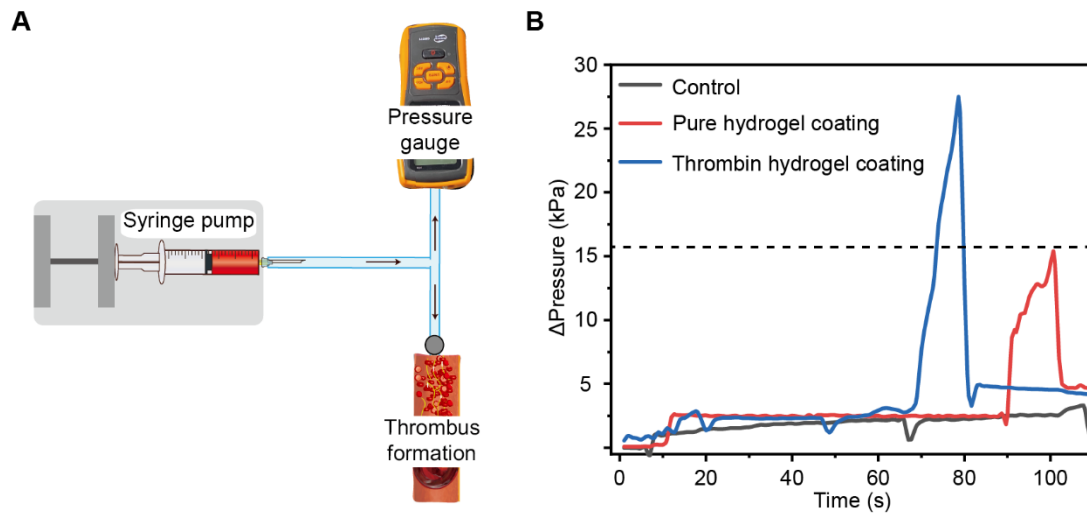 A
Pressure
gauge
Syringe pump
Thrombus
formation
B
Control
Pure hydrogel coating
Thrombin hydrogel coating
ΔPressure (kPa)
30
25
20
15
10
5
0
20
40
60
80
100
Time (s)